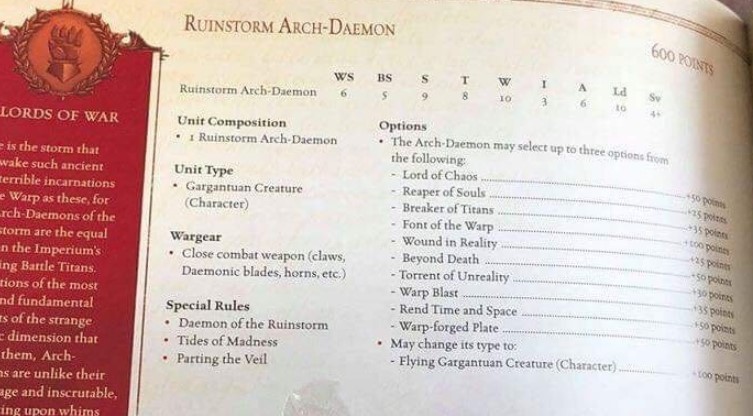 RUINSTORM ARCH-DAEMON
600 POINTS
WS BS S T W I A Ld Sv
Ruinstorm Arch-Daemon 6 5 9 8 10 3 6 10 4+
Unit Composition
• 1 Ruinstorm Arch-Daemon
Unit Type
• Gargantuan Creature
(Character)
Wargear
• Close combat weapon (claws,
Daemonic blades, horns, etc.)
Special Rules
• Daemon of the Ruinstorm
• Tides of Madness
• Parting the Veil
Options
• The Arch-Daemon may select up to three options from
the following:
- Lord of Chaos +50 points
- Reaper of Souls +25 points
- Breaker of Titans +35 points
- Font of the Warp +100 points
- Wound in Reality +25 points
- Beyond Death +50 points
- Torrent of Unreality +30 points
- Warp Blast +35 points
- Rend Time and Space +50 points
- Warp-forged Plate +50 points
• May change its type to:
- Flying Gargantuan Creature (Character) +100 points
LORDS OF WAR
is the storm that
wake such ancient
terrible incarnations
Warp as these, for
Arch-Daemons of the
storm are the equal
the Imperium's
ing Battle Titans.
tions of the most
nd fundamental
ts of the strange
c dimension that
them, Arch-
ns are unlike their
age and inscrutable,
ing upon whims